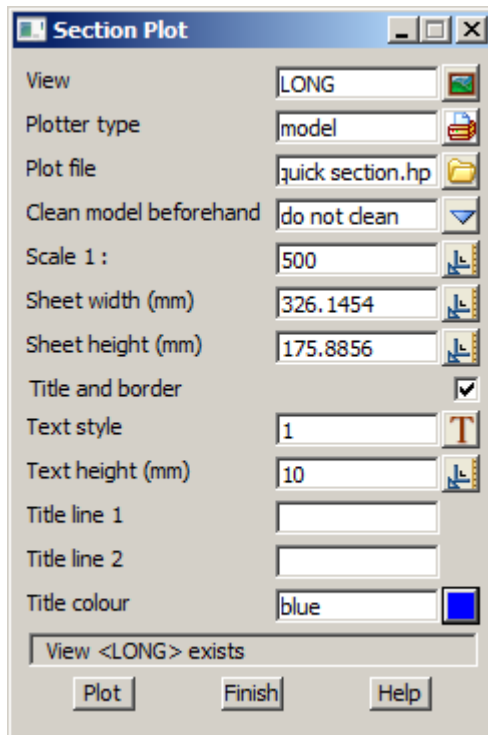 Section Plot
View LONG
Plotter type model
Plot file quick section.hp
Clean model beforehand do not clean
Scale 1 : 500
Sheet width (mm) 326.1454
Sheet height (mm) 175.8856
Title and border
Text style 1 T
Text height (mm) 10
Title line 1
Title line 2
Title colour blue
View <LONG> exists
Plot Finish Help